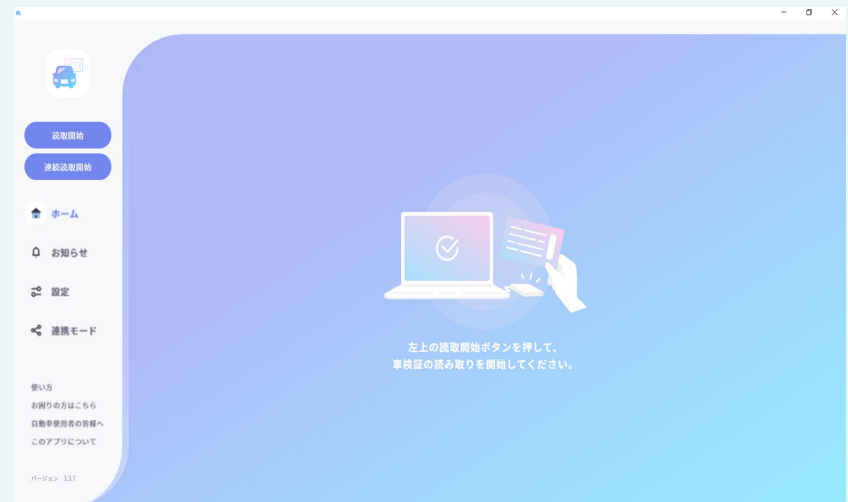 読取開始
連続読取開始
ホーム
お知らせ
設定
連携モード
使い方
お困りの方はこちら
自動車使用者の皆様へ
このアプリについて
バージョン 3.3.7
左上の読取開始ボタンを押して、
車検証の読み取りを開始してください。